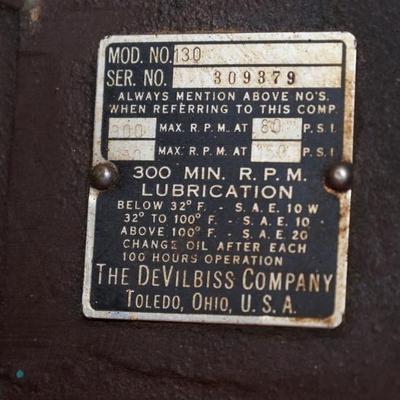 MOD. NO. 130
SER. NO. 309379
ALWAYS MENTION ABOVE NO'S.
WHEN REFERRING TO THIS COMP.
MAX. R.P.M. AT 80 P.S.I.
MAX. R.P.M. AT P.S.I.
300 MIN. R.P.M.
LUBRICATION
BELOW 32° F. - S.A.E. 10 W
32° TO 100° F. - S.A.E. 10 -
ABOVE 100° F. - S.A.E. 20
CHANGE OIL AFTER EACH
100 HOURS OPERATION
THE DEVILBISS COMPANY
TOLEDO, OHIO, U.S.A.